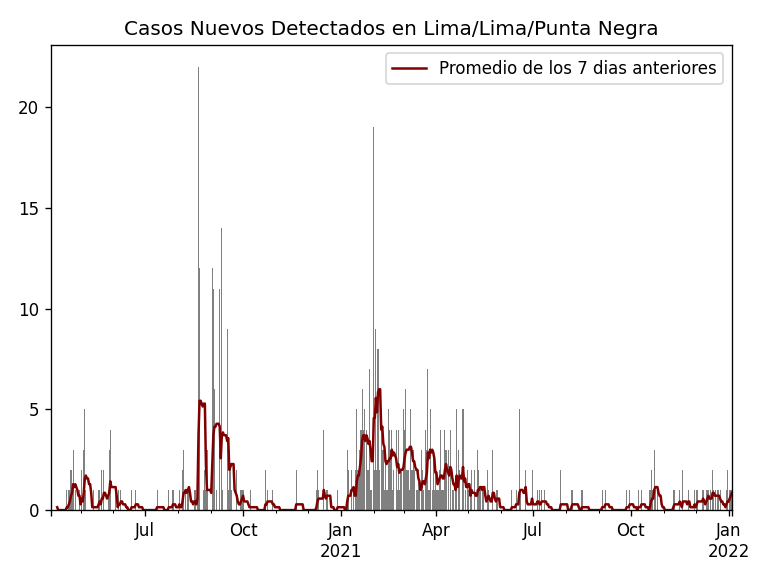 Casos Nuevos Detectados en Lima/Lima/Punta Negra
Promedio de los 7 dias anteriores
20
15
10
5
0
Jul
Oct
Jan
2021
Apr
Jul
Oct
Jan
2022